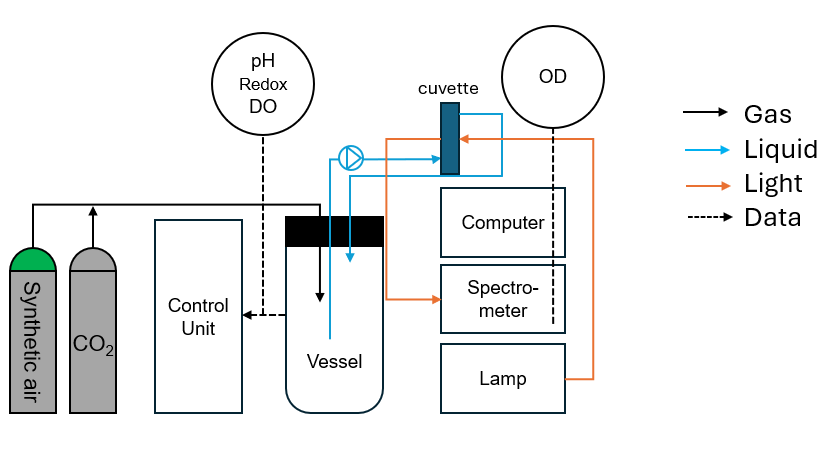 pH
Redox
DO
OD
cuvette
Gas
Liquid
Light
Data
Computer
Spectro-
meter
Lamp
Control
Unit
Vessel
Synthetic air
CO₂